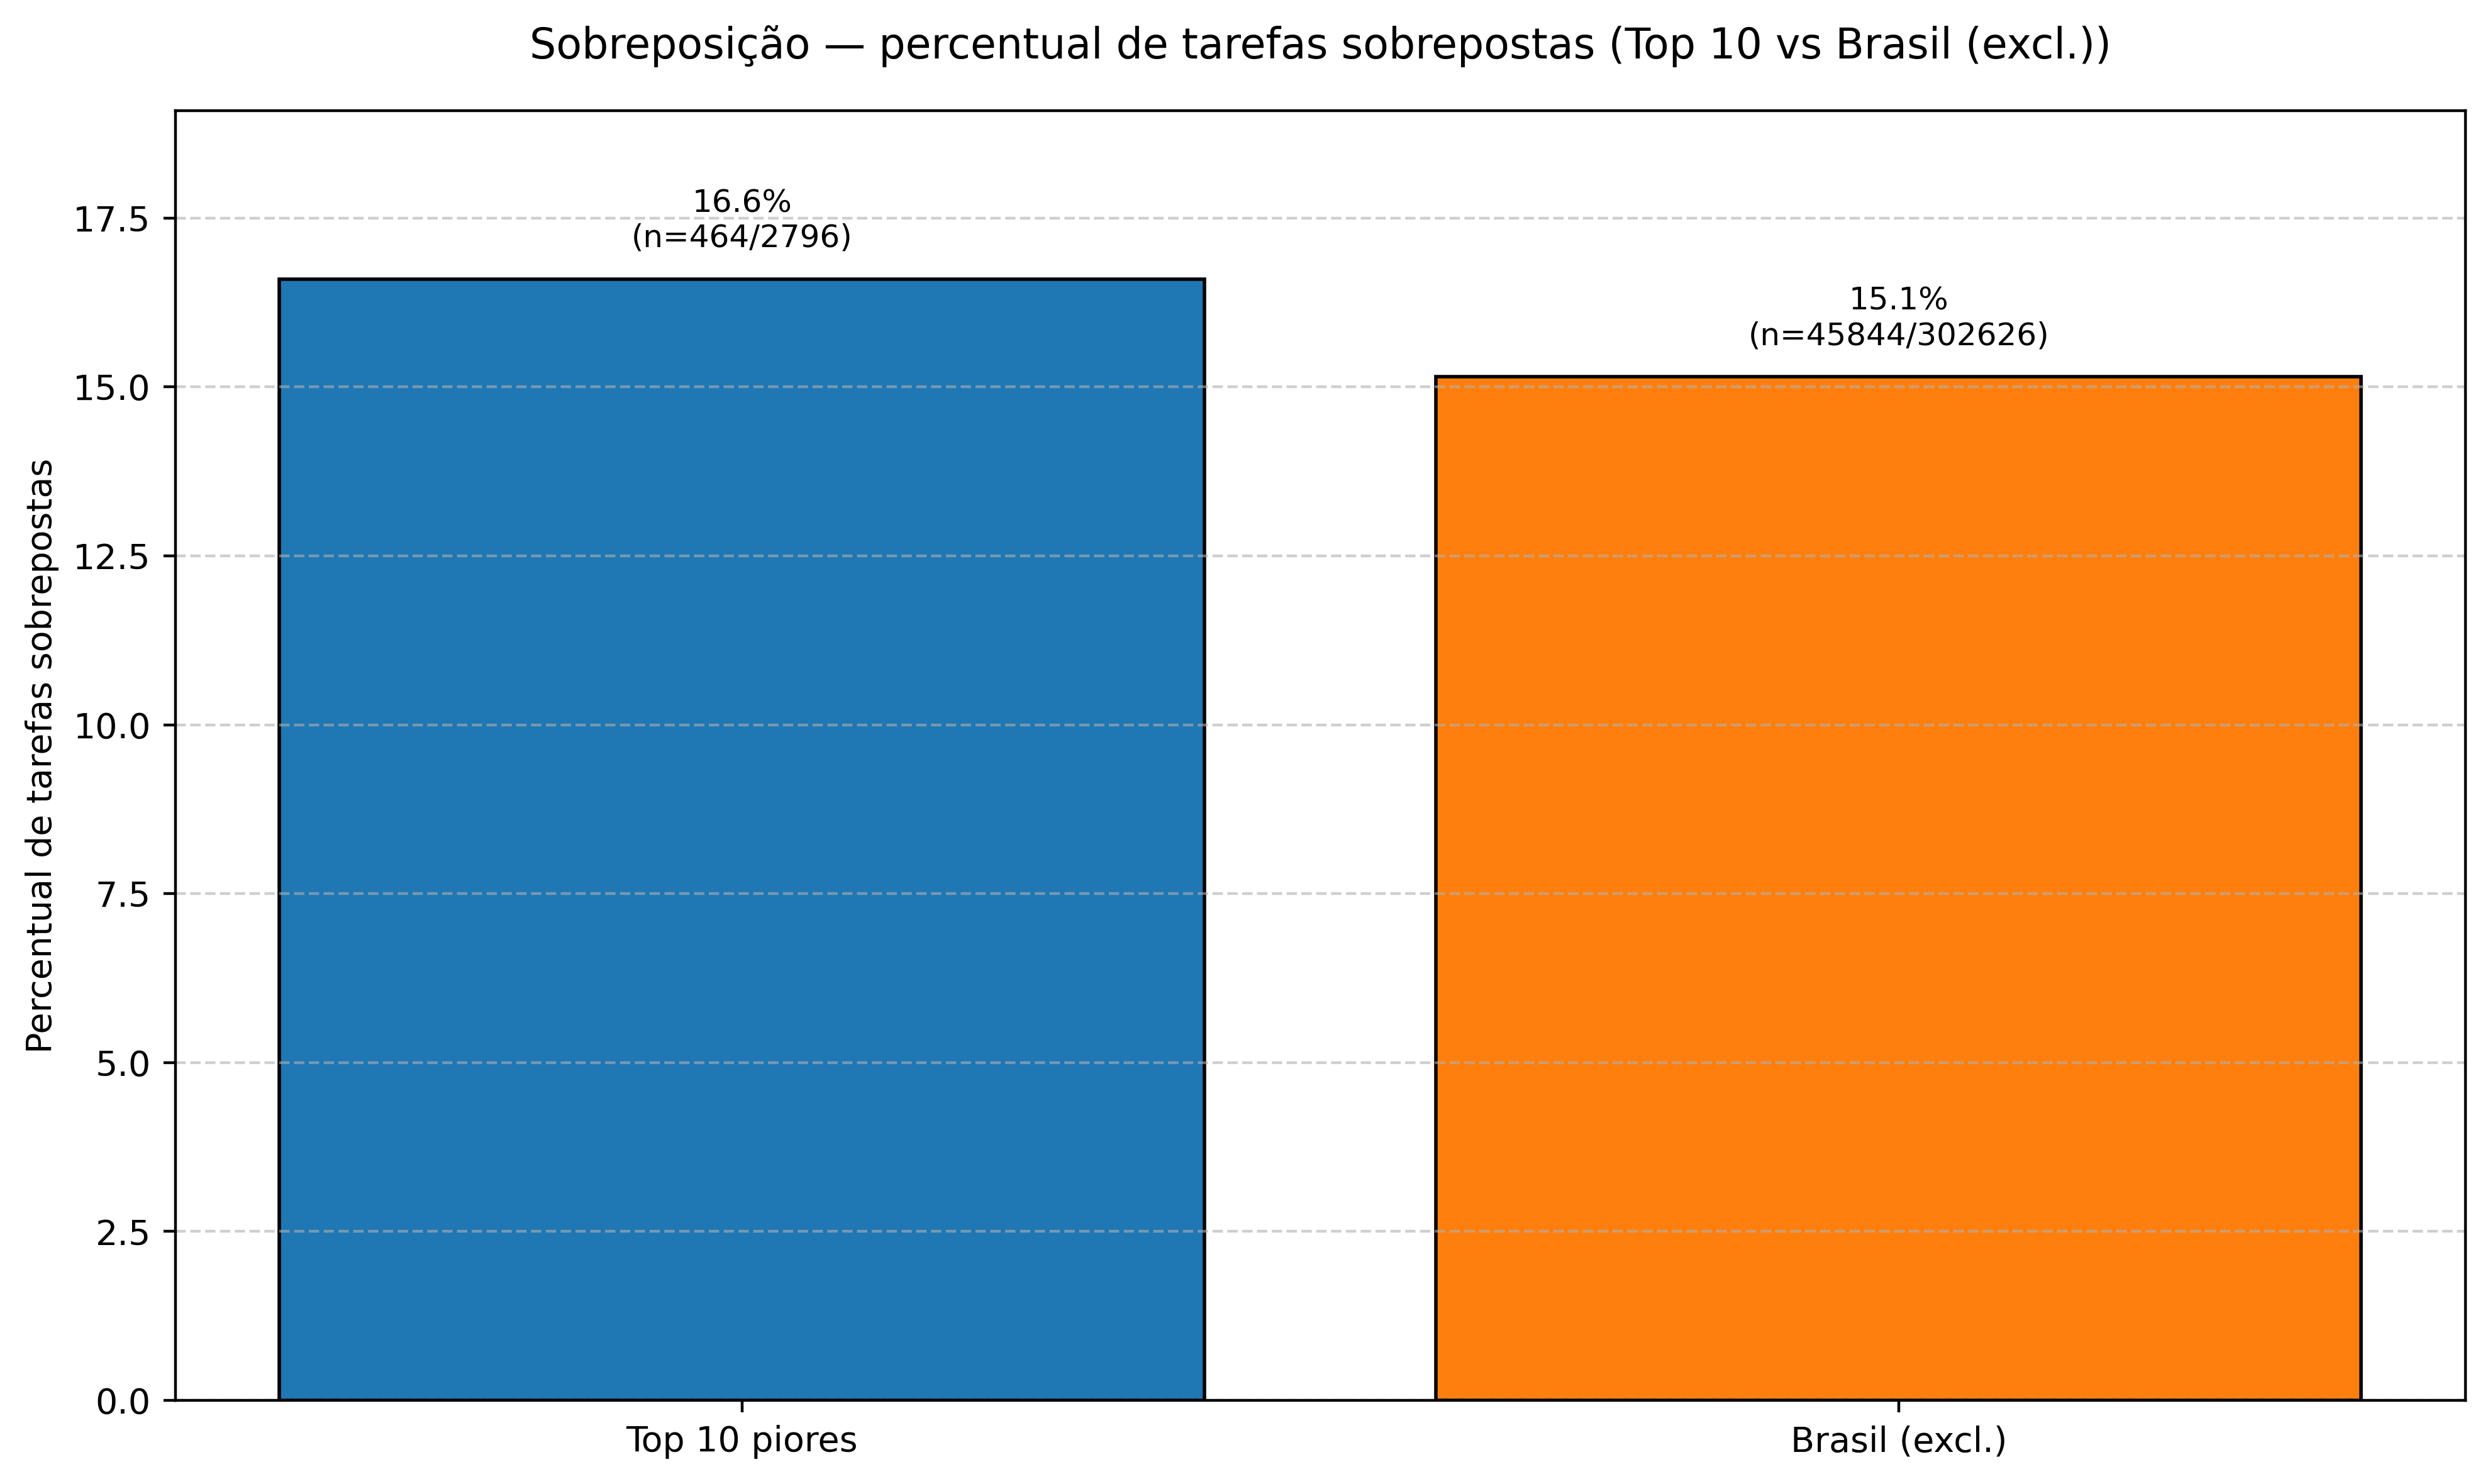 Sobreposição — percentual de tarefas sobrepostas (Top 10 vs Brasil (excl.))
Percentual de tarefas sobrepostas
17.5
15.0
12.5
10.0
7.5
5.0
2.5
0.0
16.6%
(n=464/2796)
15.1%
(n=45844/302626)
Top 10 piores
Brasil (excl.)